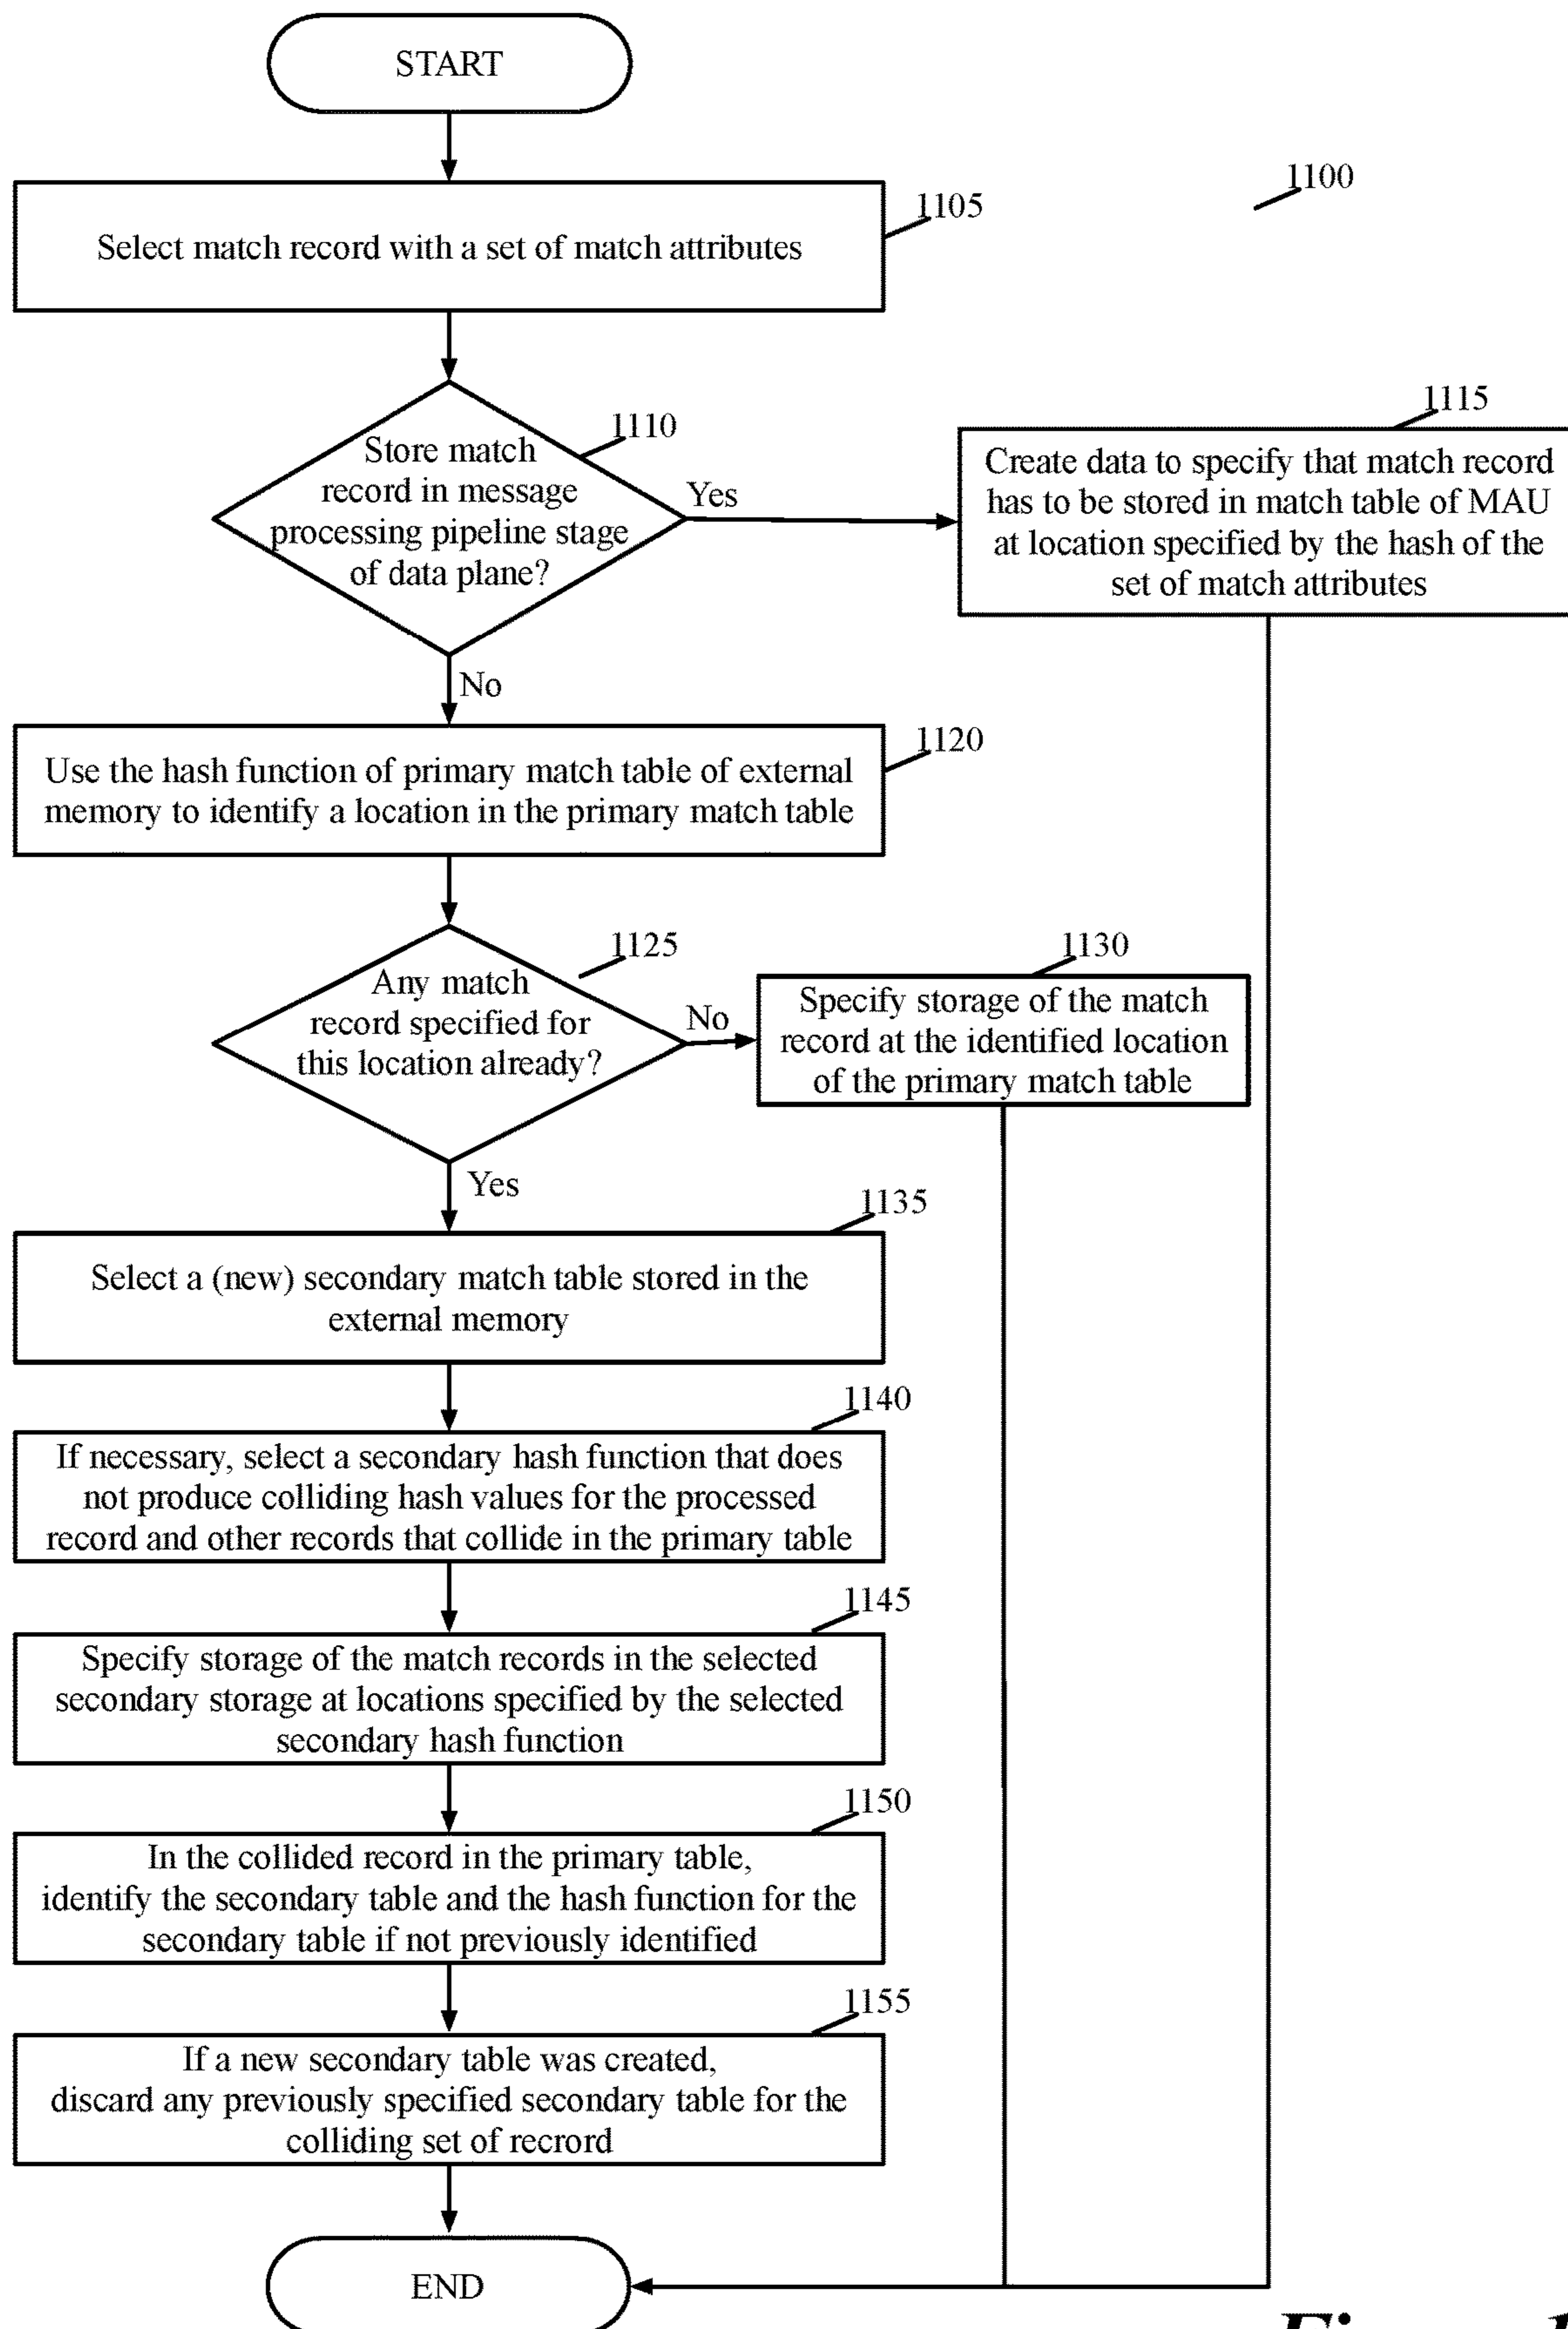 START
1100
1105
Select match record with a set of match attributes
1110
Store match
record in message
processing pipeline stage
of data plane?
Yes
1115
Create data to specify that match record
has to be stored in match table of MAU
at location specified by the hash of the
set of match attributes
No
1120
Use the hash function of primary match table of external
memory to identify a location in the primary match table
1125
Any match
record specified for
this location already?
No
1130
Specify storage of the match
record at the identified location
of the primary match table
Yes
1135
Select a (new) secondary match table stored in the
external memory
1140
If necessary, select a secondary hash function that does
not produce colliding hash values for the processed
record and other records that collide in the primary table
1145
Specify storage of the match records in the selected
secondary storage at locations specified by the selected
secondary hash function
1150
In the collided record in the primary table,
identify the secondary table and the hash function for the
secondary table if not previously identified
1155
If a new secondary table was created,
discard any previously specified secondary table for the
colliding set of recrord
END